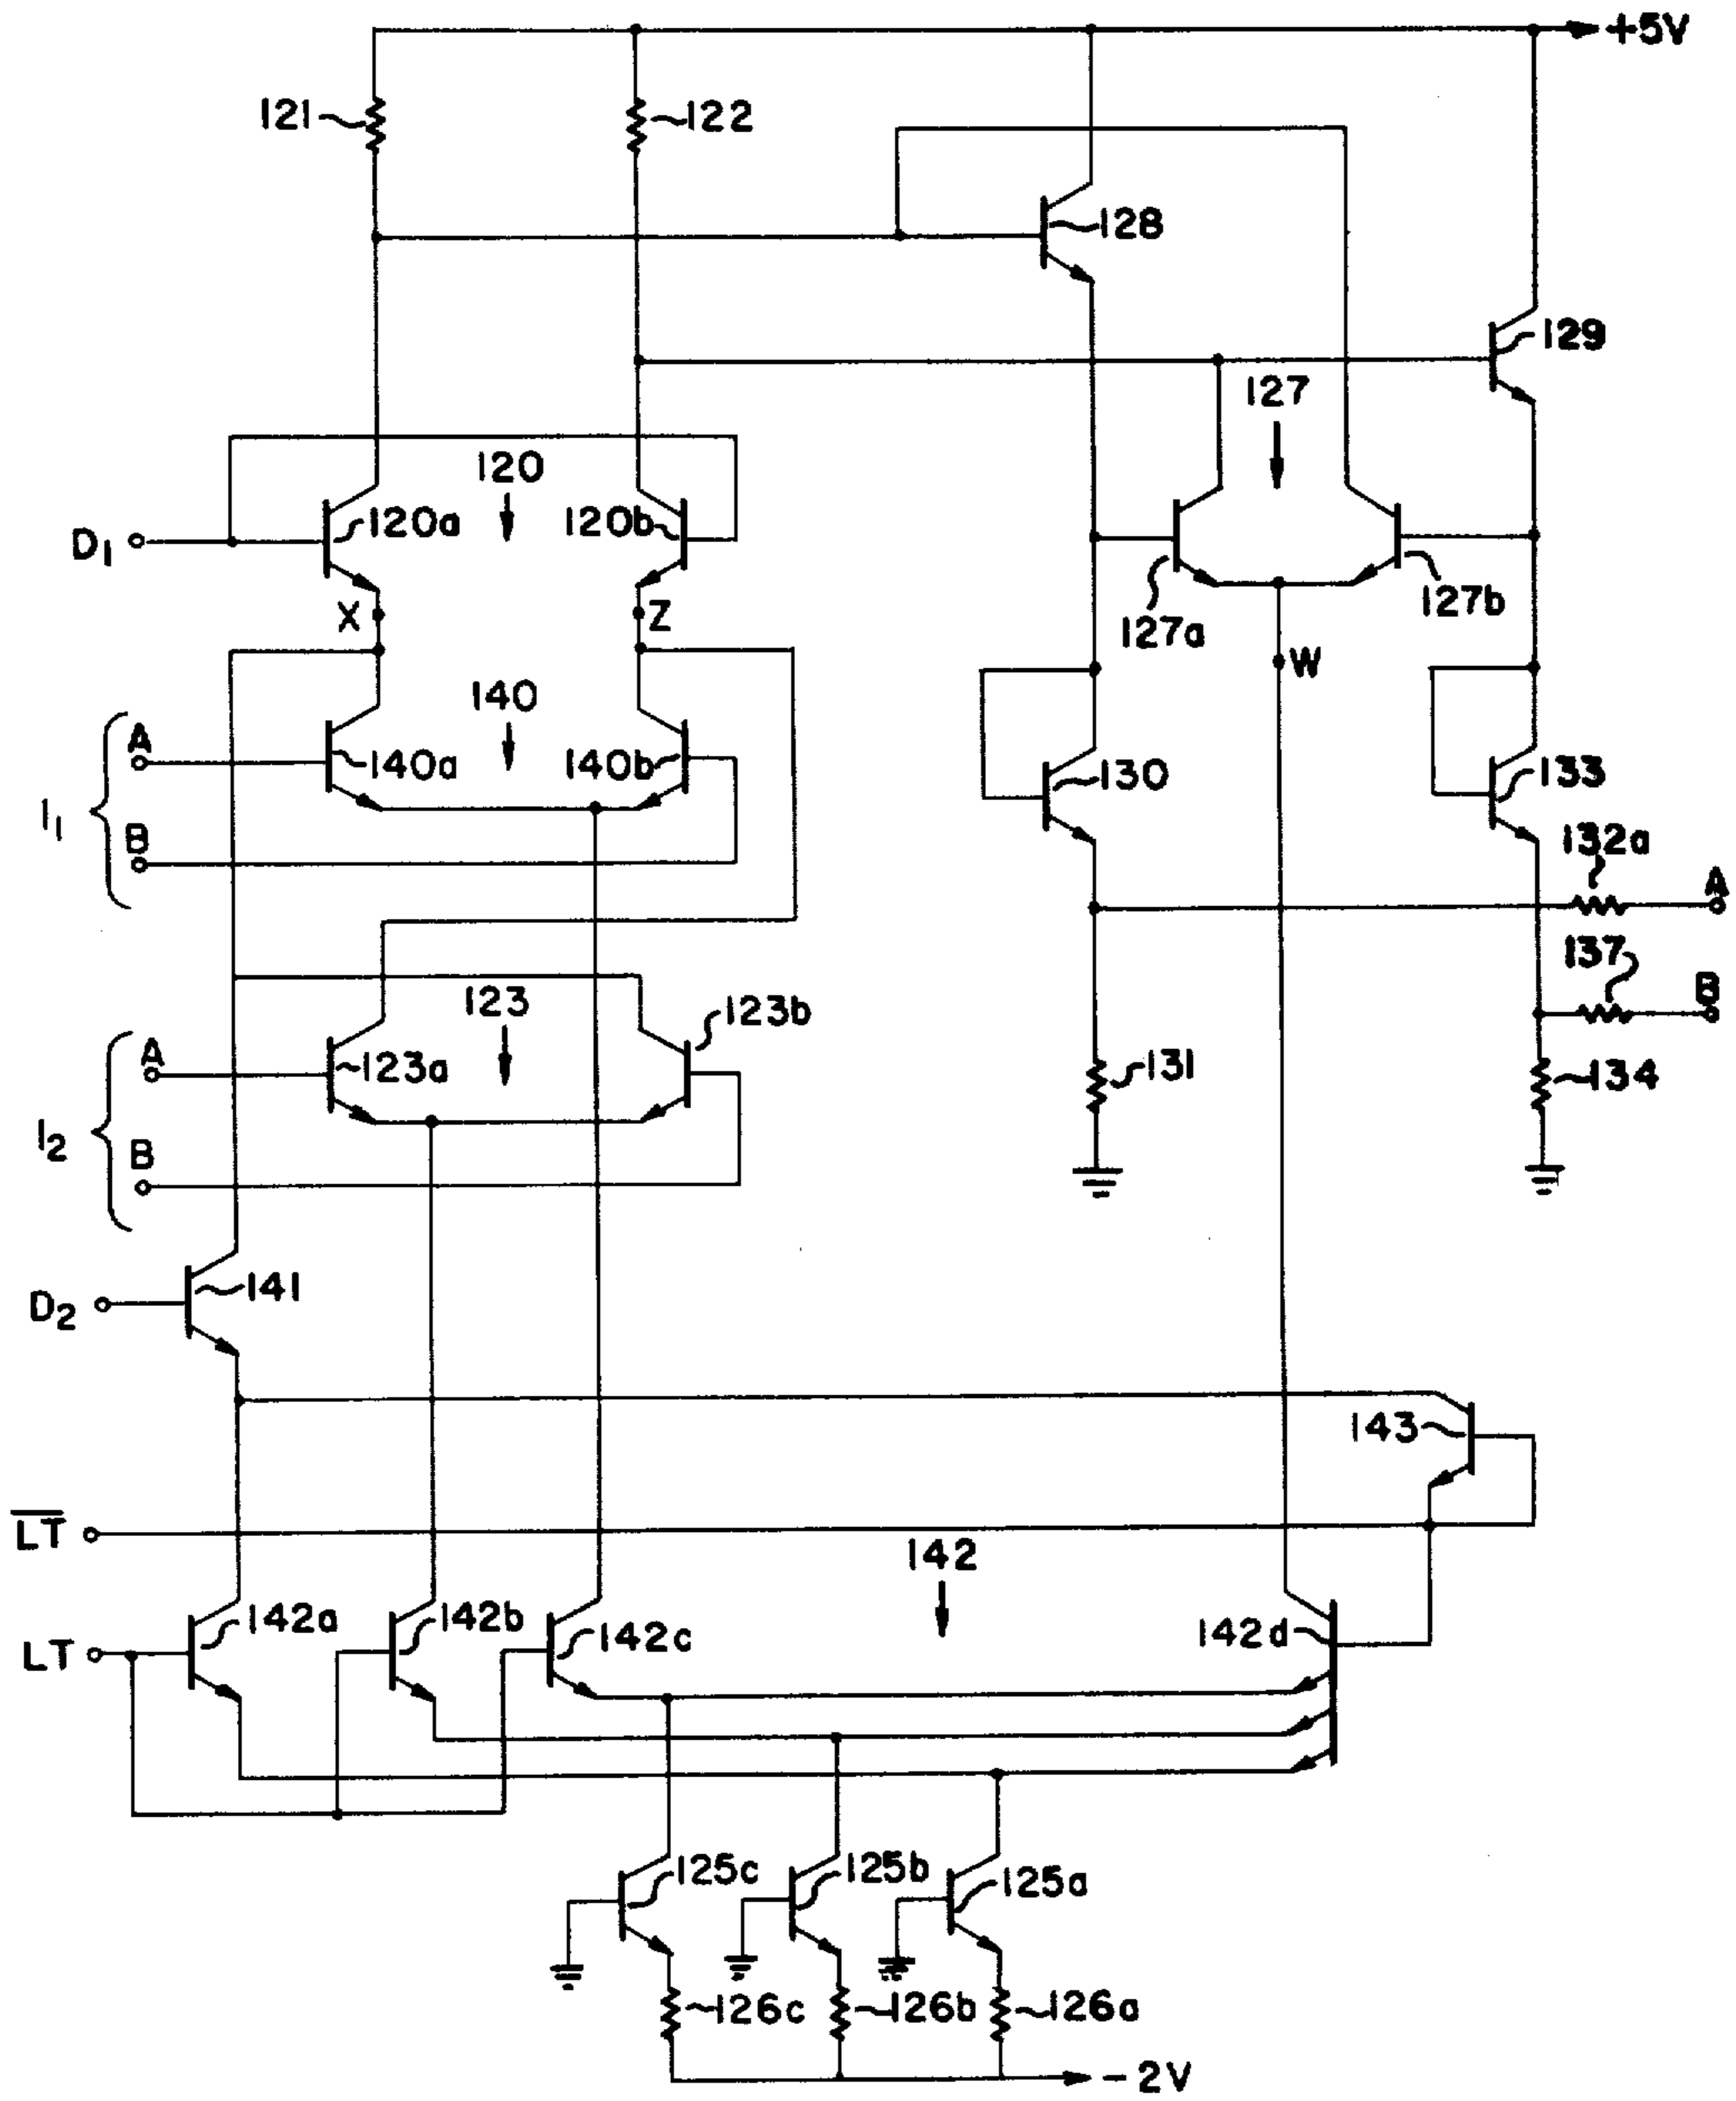 +5V
121
122
128
129
127
120
120a
120b
D1
X
Z
127a
127b
W
140
A
140a
140b
I1
B
130
133
132a
A
137
B
123
123b
A
123a
I2
B
131
134
141
D2
143
LT
142
142a
142b
142c
142d
LT
125c
125b
125a
126c
126b
126a
-2V